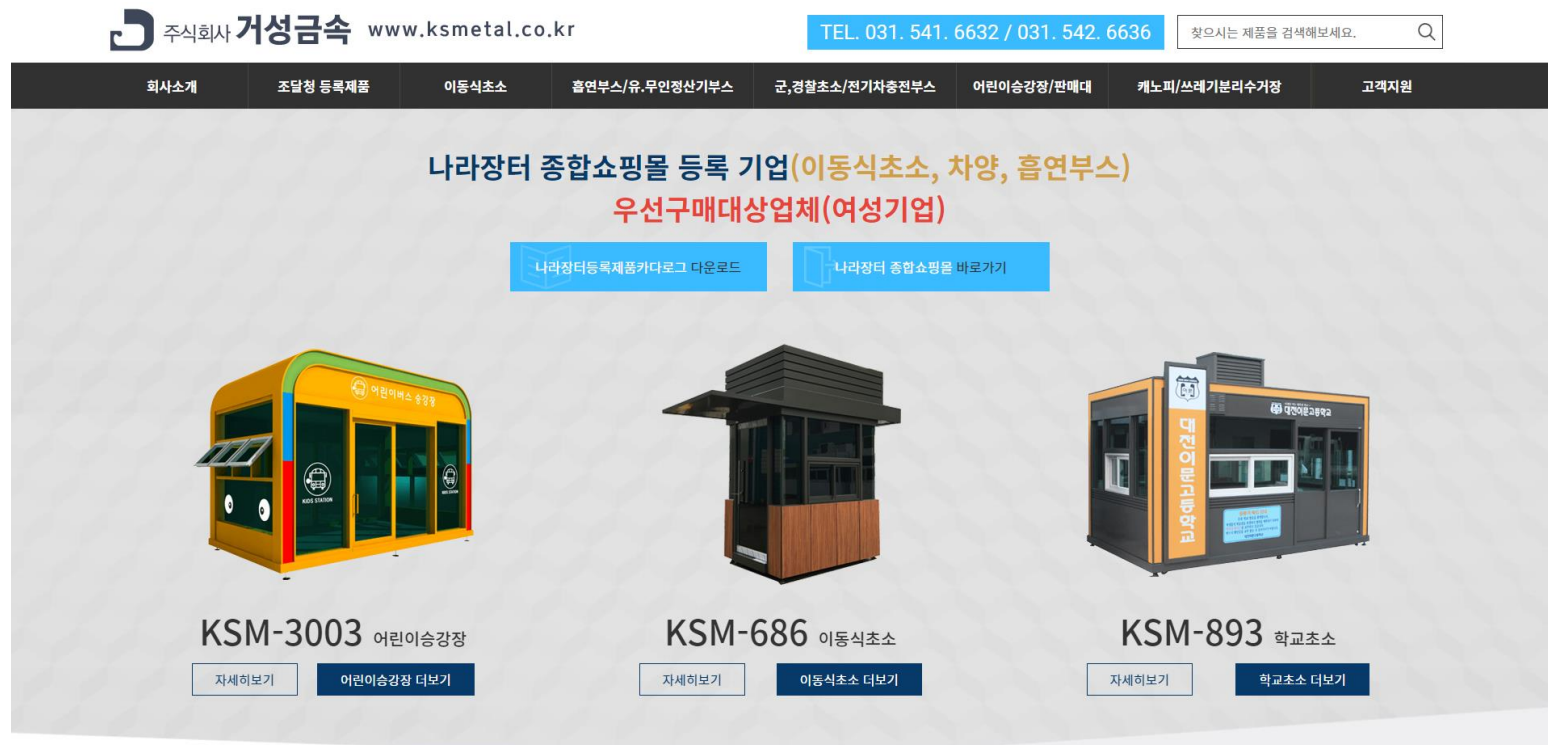 주식회사 거성금속 www.ksmetal.co.kr
TEL. 031. 541. 6632 / 031. 542. 6636
찾으시는 제품을 검색해보세요.
회사소개 조달청 등록제품 이동식초소 흡연부스/유.무인정산기부스 군,경찰초소/전기차충전부스 어린이승강장/판매대 캐노피/쓰레기분리수거장 고객지원
나라장터 종합쇼핑몰 등록 기업(이동식초소, 차양, 흡연부스)
우선구매대상업체(여성기업)
나라장터등록제품카다로그 다운로드
나라장터 종합쇼핑몰 바로가기
어린이버스 승강장
KIDS STATION
KIDS STATION
대전이문고등학교
대전이문고등학교
KSM-3003 어린이승강장
자세히보기 어린이승강장 더보기
KSM-686 이동식초소
자세히보기 이동식초소 더보기
KSM-893 학교초소
자세히보기 학교초소 더보기